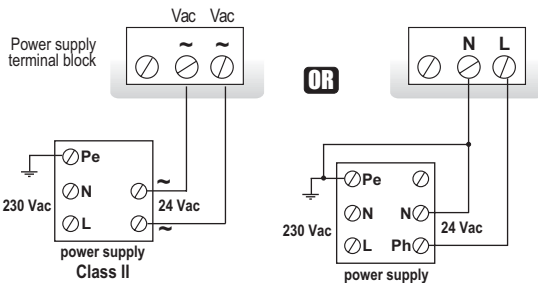 Vac Vac
Power supply
terminal block
~ ~
Pe
N
L
230 Vac
~
24 Vac
~
power supply
Class II
OR
N L
Pe
N
L
230 Vac
N
Ph
24 Vac
power supply